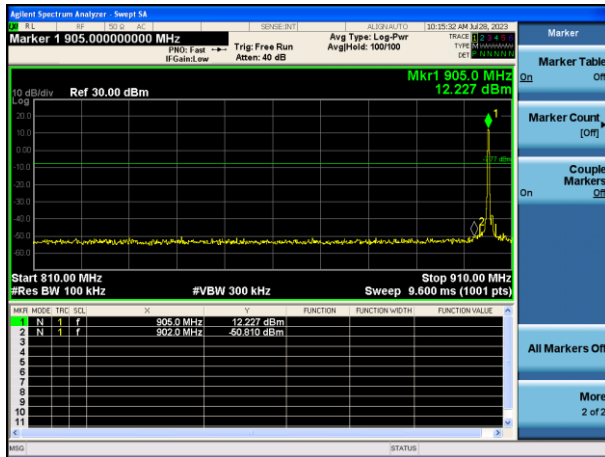 Agilent Spectrum Analyzer - Swept SA
RL RF 50 Ω AC SENSE:INT ALIGN AUTO 10:15:32 AM Jul 28, 2023
Marker 1 905.000000000 MHz
PNO: Fast
IFGain:Low
Trig: Free Run
Atten: 40 dB
Avg Type: Log-Pwr
Avg|Hold: 100/100
TRACE 1 2 3 4 5 6
TYPE M W W W W W
DET P N N N N N
Mkr1 905.0 MHz
12.227 dBm
10 dB/div Ref 30.00 dBm
Log
20.0
10.0
0.00
-10.0
-20.0
-30.0
-40.0
-50.0
-60.0
1
-7.77 dBm
2
Start 810.00 MHz Stop 910.00 MHz
#Res BW 100 kHz #VBW 300 kHz Sweep 9.600 ms (1001 pts)
MKR MODE TRC SCL X Y FUNCTION FUNCTION WIDTH FUNCTION VALUE
1 N 1 f 905.0 MHz 12.227 dBm
2 N 1 f 902.0 MHz -50.810 dBm
3
4
5
6
7
8
9
10
11
MSG STATUS
Marker
Marker Table
On Off
Marker Count
[Off]
Couple
Markers
On Off
All Markers Off
More
2 of 2